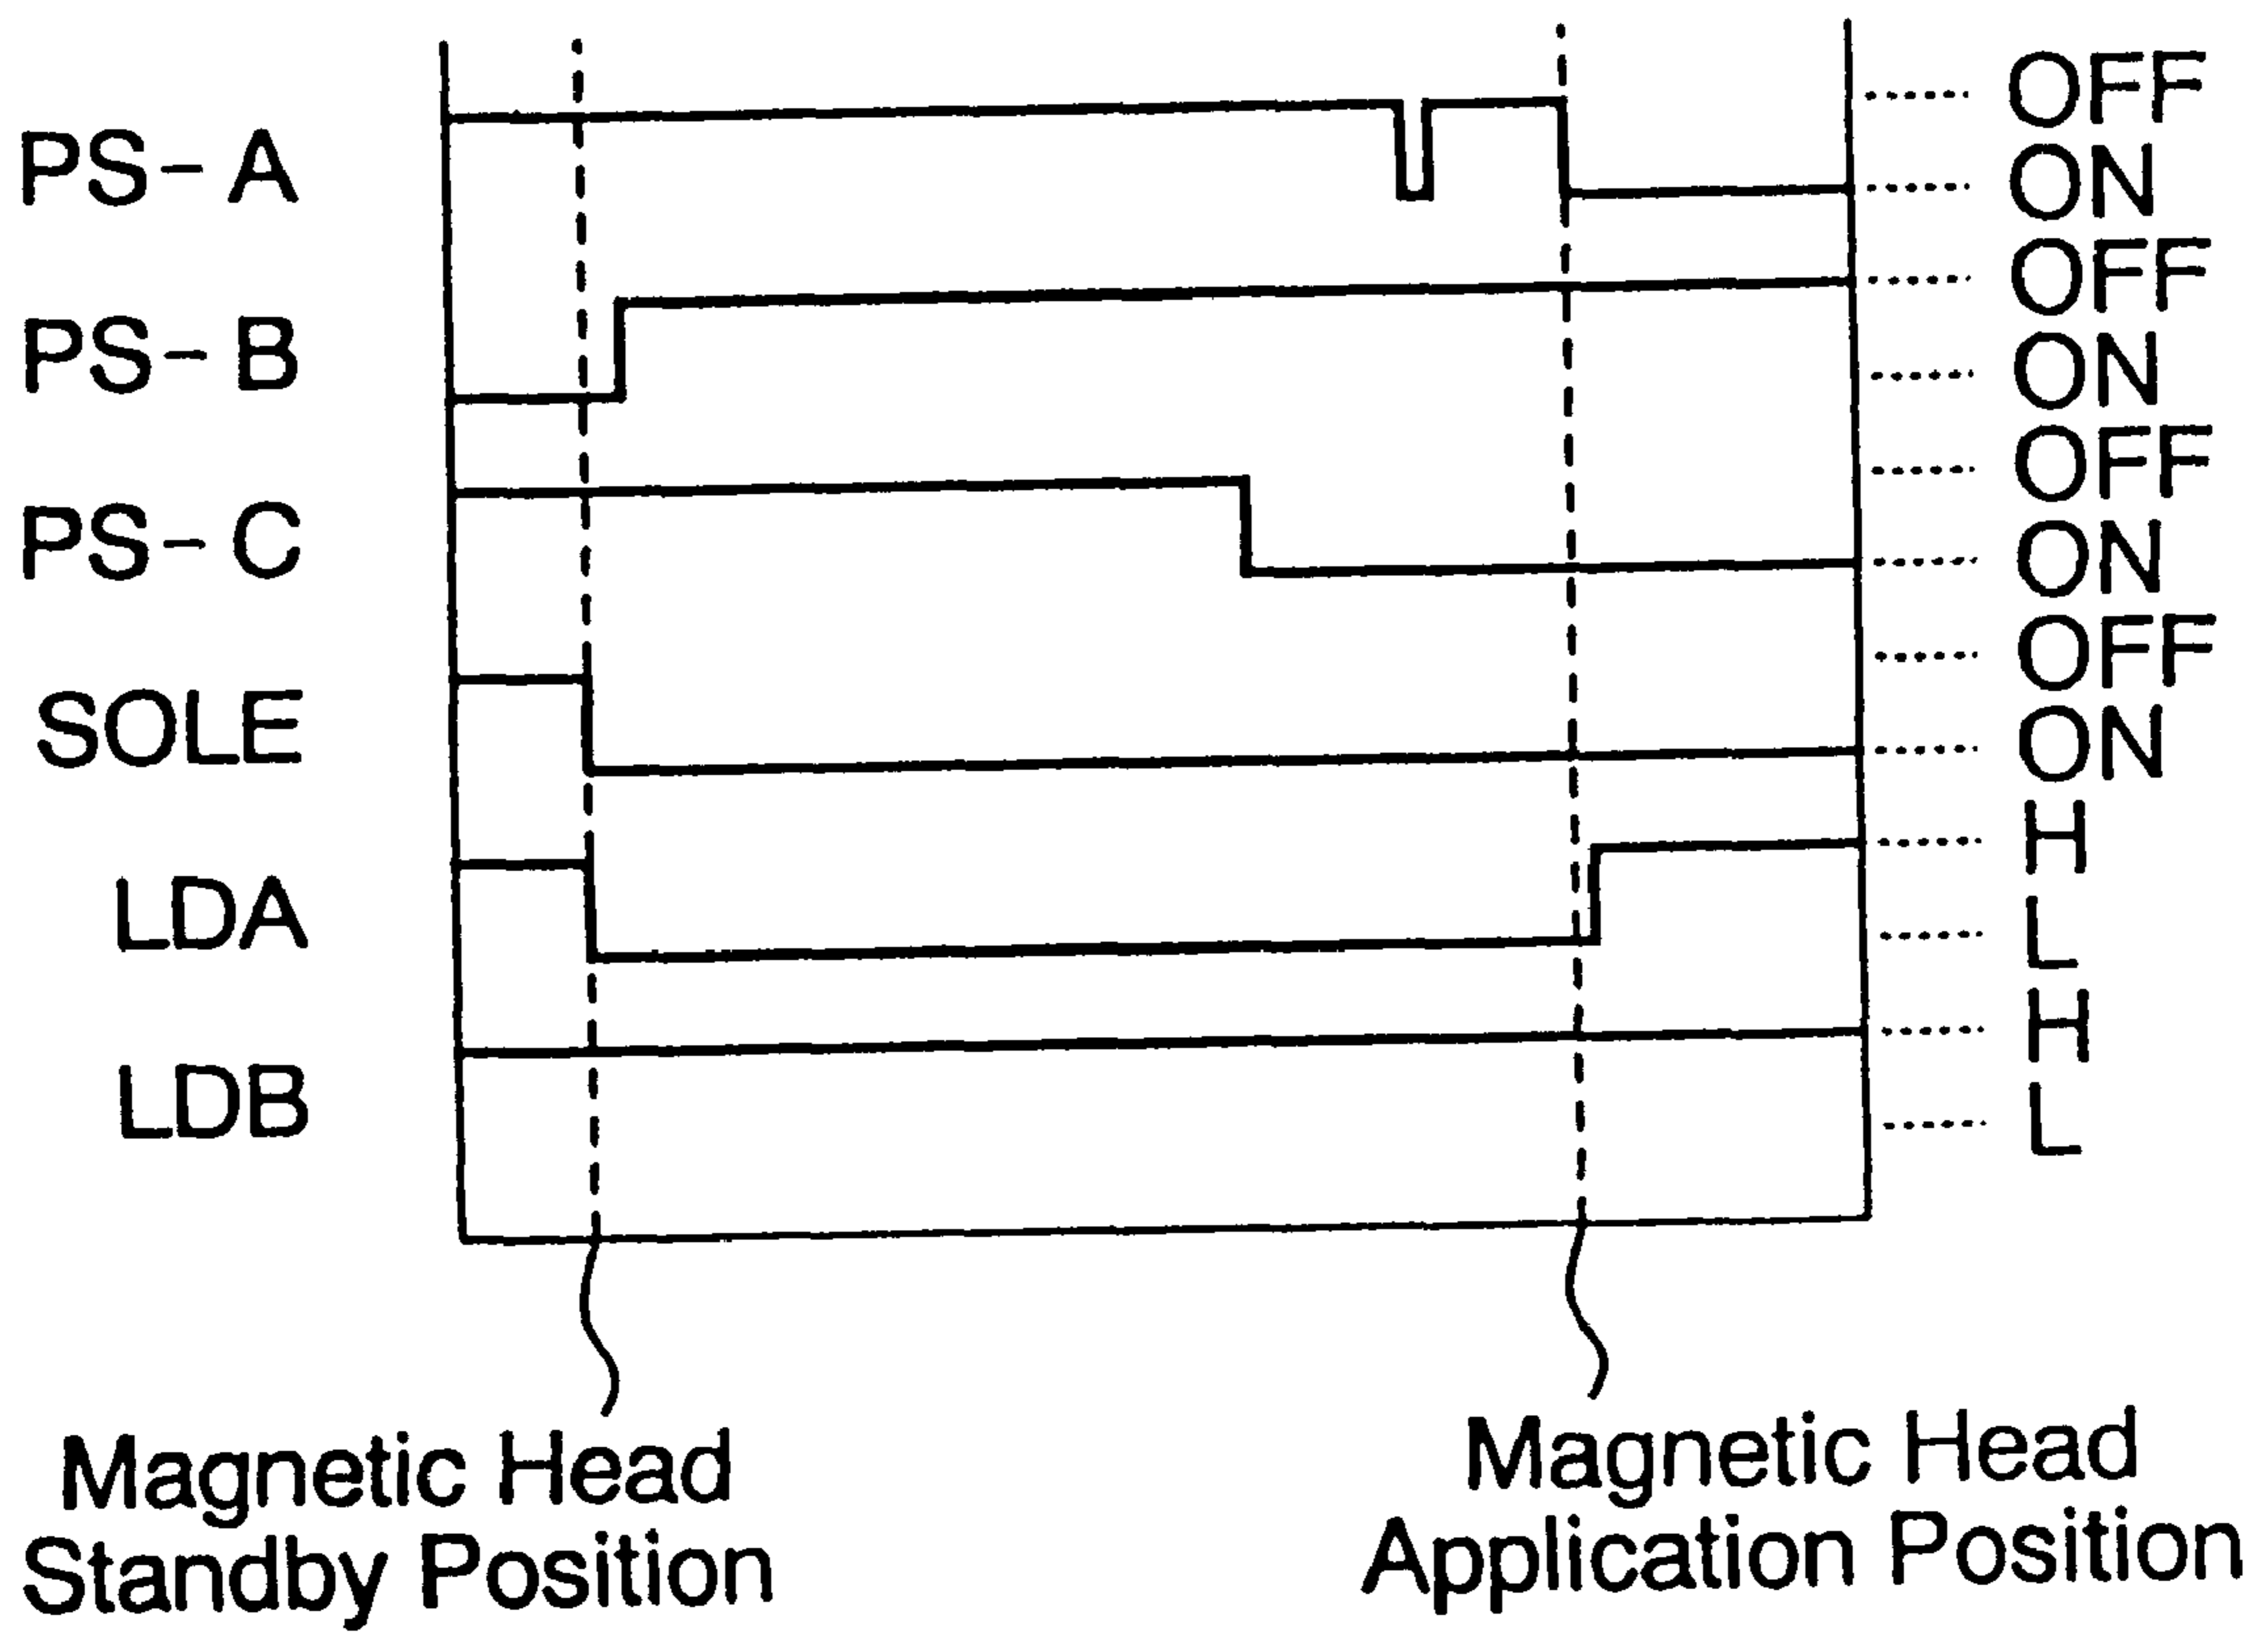 PS-A
OFF
ON
PS-B
OFF
ON
PS-C
OFF
ON
SOLE
OFF
ON
LDA
H
L
LDB
H
L
Magnetic Head
Standby Position
Magnetic Head
Application Position